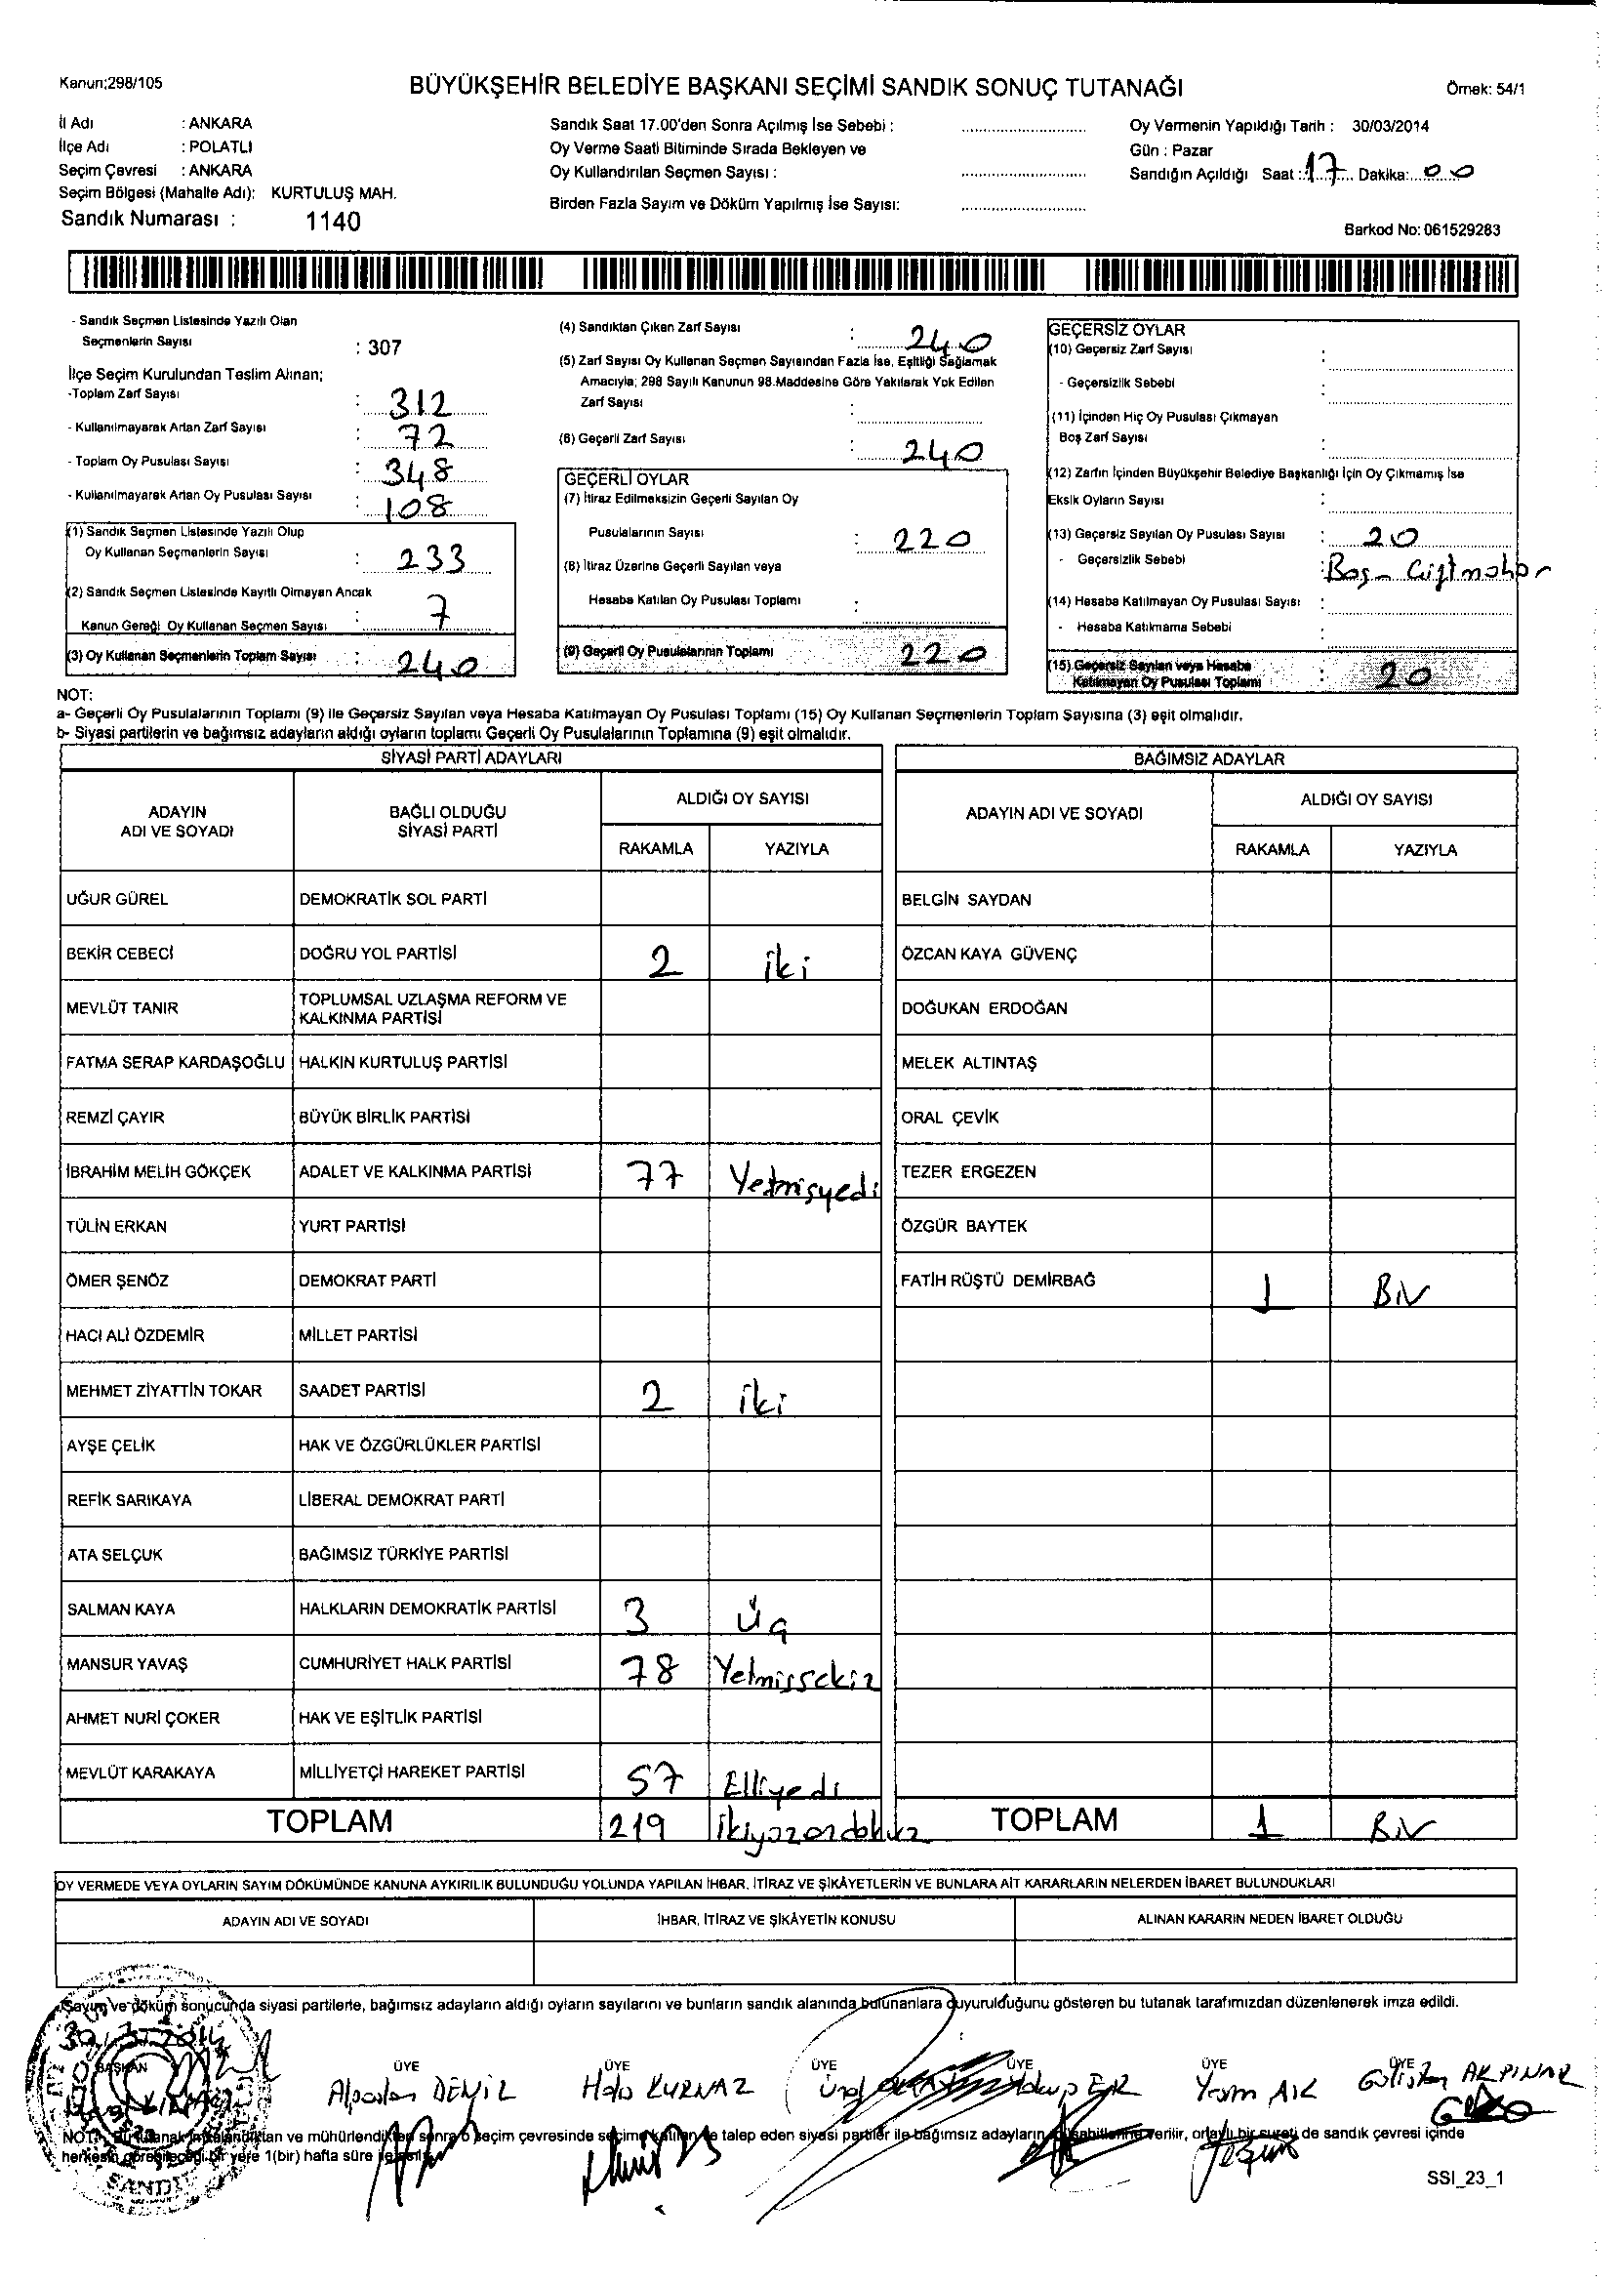 Kanun;298/105
BÜYÜKŞEHİR BELEDİYE BAŞKANI SEÇİMİ SANDIK SONUÇ TUTANAĞI
Örnek: 54/1
İl Adı : ANKARA
İlçe Adı : POLATLI
Seçim Çevresi : ANKARA
Seçim Bölgesi (Mahalle Adı): KURTULUŞ MAH.
Sandık Numarası : 1140
Sandık Saat 17.00'den Sonra Açılmış İse Sebebi :
Oy Verme Saati Bitiminde Sırada Bekleyen ve
Oy Kullandırılan Seçmen Sayısı :
Birden Fazla Sayım ve Döküm Yapılmış İse Sayısı:
Oy Vermenin Yapıldığı Tarih : 30/03/2014
Gün : Pazar
Sandığın Açıldığı Saat : 17 Dakika: 00
Barkod No: 061529283
- Sandık Seçmen Listesinde Yazılı Olan
Seçmenlerin Sayısı : 307
İlçe Seçim Kurulundan Teslim Alınan;
-Toplam Zarf Sayısı : 312
- Kullanılmayarak Artan Zarf Sayısı : 72
- Toplam Oy Pusulası Sayısı : 348
- Kullanılmayarak Artan Oy Pusulası Sayısı : 108
(1) Sandık Seçmen Listesinde Yazılı Olup
Oy Kullanan Seçmenlerin Sayısı : 233
(2) Sandık Seçmen Listesinde Kayıtlı Olmayan Ancak
Kanun Gereği Oy Kullanan Seçmen Sayısı : 7
(3) Oy Kullanan Seçmenlerin Toplam Sayısı : 240
(4) Sandıktan Çıkan Zarf Sayısı : 240
(5) Zarf Sayısı Oy Kullanan Seçmen Sayısından Fazla İse, Eşitliği Sağlamak
Amacıyla; 298 Sayılı Kanunun 98.Maddesine Göre Yakılarak Yok Edilen
Zarf Sayısı :
(6) Geçerli Zarf Sayısı : 240
GEÇERLİ OYLAR
(7) İtiraz Edilmeksizin Geçerli Sayılan Oy
Pusulalarının Sayısı : 220
(8) İtiraz Üzerine Geçerli Sayılan veya
Hesaba Katılan Oy Pusulası Toplamı :
(9) Geçerli Oy Pusulalarının Toplamı 220
GEÇERSİZ OYLAR
(10) Geçersiz Zarf Sayısı :
- Geçersizlik Sebebi :
(11) İçinden Hiç Oy Pusulası Çıkmayan
Boş Zarf Sayısı :
(12) Zarfın İçinden Büyükşehir Belediye Başkanlığı İçin Oy Çıkmamış İse
Eksik Oyların Sayısı :
(13) Geçersiz Sayılan Oy Pusulası Sayısı : 20
- Geçersizlik Sebebi : Boş - Çift mühür
(14) Hesaba Katılmayan Oy Pusulası Sayısı :
- Hesaba Katılmama Sebebi :
(15) Geçersiz Sayılan veya Hesaba
Katılmayan Oy Pusulası Toplamı : 20
NOT:
a- Geçerli Oy Pusulalarının Toplamı (9) ile Geçersiz Sayılan veya Hesaba Katılmayan Oy Pusulası Toplamı (15) Oy Kullanan Seçmenlerin Toplam Sayısına (3) eşit olmalıdır.
b- Siyasi partilerin ve bağımsız adayların aldığı oyların toplamı Geçerli Oy Pusulalarının Toplamına (9) eşit olmalıdır.
SİYASİ PARTİ ADAYLARI
ADAYIN ADI VE SOYADI BAĞLI OLDUĞU SİYASİ PARTİ ALDIĞI OY SAYISI
RAKAMLA YAZIYLA
UĞUR GÜREL DEMOKRATİK SOL PARTİ
BEKİR CEBECİ DOĞRU YOL PARTİSİ 2 iki
MEVLÜT TANIR TOPLUMSAL UZLAŞMA REFORM VE KALKINMA PARTİSİ
FATMA SERAP KARDAŞOĞLU HALKIN KURTULUŞ PARTİSİ
REMZİ ÇAYIR BÜYÜK BİRLİK PARTİSİ
İBRAHİM MELİH GÖKÇEK ADALET VE KALKINMA PARTİSİ 77 Yetmişyedi
TÜLİN ERKAN YURT PARTİSİ
ÖMER ŞENÖZ DEMOKRAT PARTİ
HACI ALİ ÖZDEMİR MİLLET PARTİSİ
MEHMET ZİYATTİN TOKAR SAADET PARTİSİ 2 iki
AYŞE ÇELİK HAK VE ÖZGÜRLÜKLER PARTİSİ
REFİK SARIKAYA LİBERAL DEMOKRAT PARTİ
ATA SELÇUK BAĞIMSIZ TÜRKİYE PARTİSİ
SALMAN KAYA HALKLARIN DEMOKRATİK PARTİSİ 3 Üç
MANSUR YAVAŞ CUMHURİYET HALK PARTİSİ 78 Yetmissekiz
AHMET NURİ ÇOKER HAK VE EŞİTLİK PARTİSİ
MEVLÜT KARAKAYA MİLLİYETÇİ HAREKET PARTİSİ 57 Elliyedi
TOPLAM 219 ikiyüzondokuz
BAĞIMSIZ ADAYLAR
ADAYIN ADI VE SOYADI ALDIĞI OY SAYISI
RAKAMLA YAZIYLA
BELGİN SAYDAN
ÖZCAN KAYA GÜVENÇ
DOĞUKAN ERDOĞAN
MELEK ALTINTAŞ
ORAL ÇEVİK
TEZER ERGEZEN
ÖZGÜR BAYTEK
FATİH RÜŞTÜ DEMİRBAĞ 1 Bir
TOPLAM 1 Bir
OY VERMEDE VEYA OYLARIN SAYIM DÖKÜMÜNDE KANUNA AYKIRILIK BULUNDUĞU YOLUNDA YAPILAN İHBAR, İTİRAZ VE ŞİKÂYETLERİN VE BUNLARA AİT KARARLARIN NELERDEN İBARET BULUNDUKLARI
ADAYIN ADI VE SOYADI İHBAR, İTİRAZ VE ŞİKÂYETİN KONUSU ALINAN KARARIN NEDEN İBARET OLDUĞU
Sayım ve döküm sonucunda siyasi partilerle, bağımsız adayların aldığı oyların sayılarını ve bunların sandık alanında bulunanlara duyurulduğunu gösteren bu tutanak tarafımızdan düzenlenerek imza edildi.
BAŞKAN ÜYE ÜYE ÜYE ÜYE ÜYE ÜYE
Alpaslan DENİZ KURNAZ Gülistan AKPINAR
NOT: Bu tutanak imzalandıktan ve mühürlendikten sonra o seçim çevresinde seçime katılan ve talep eden siyasi partiler ile bağımsız adayların verilir, onaylı bir sureti de sandık çevresi içinde
herkesin görebileceği bir yere 1(bir) hafta süre ile asılır.
SSI_23_1